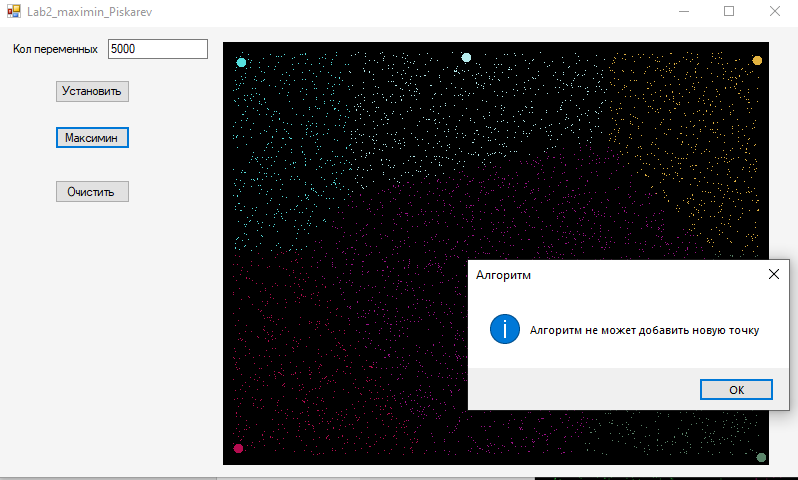 Lab2_maximin_Piskarev
Кол переменных 5000
Установить
Максимин
Очистить
Алгоритм
Алгоритм не может добавить новую точку
OK